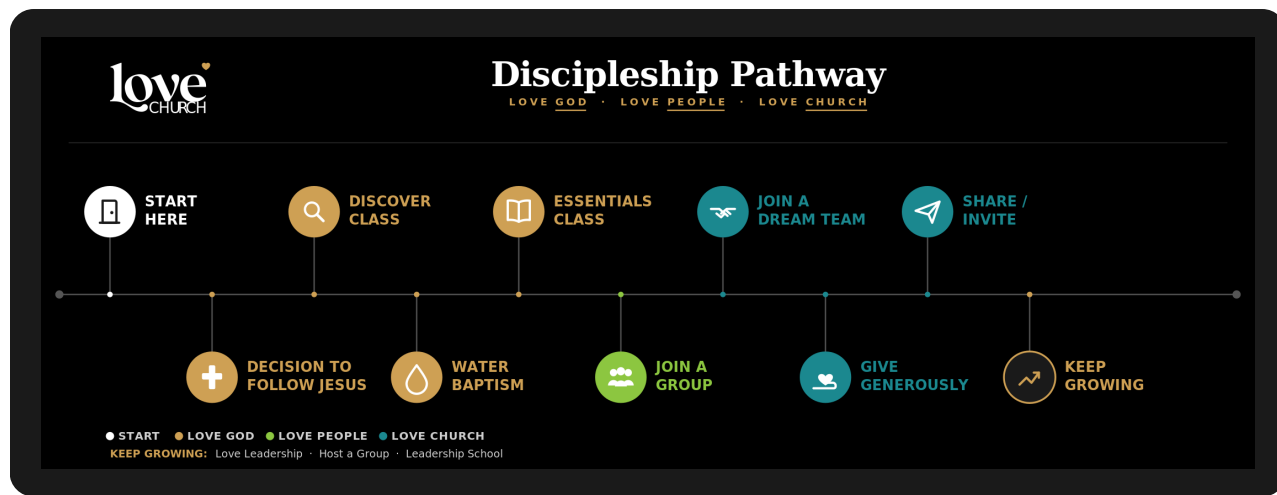 love
CHURCH
Discipleship Pathway
LOVE GOD · LOVE PEOPLE · LOVE CHURCH
START
HERE
DISCOVER
CLASS
ESSENTIALS
CLASS
JOIN A
DREAM TEAM
SHARE /
INVITE
DECISION TO
FOLLOW JESUS
WATER
BAPTISM
JOIN A
GROUP
GIVE
GENEROUSLY
KEEP
GROWING
START LOVE GOD LOVE PEOPLE LOVE CHURCH
KEEP GROWING: Love Leadership · Host a Group · Leadership School